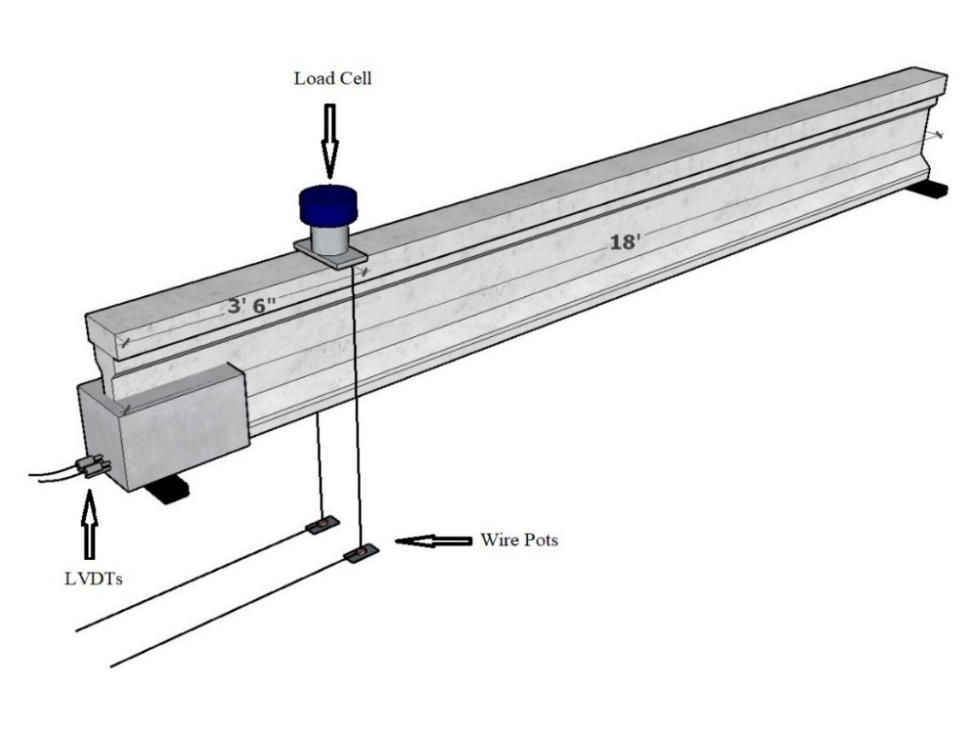 Load Cell
18'
3' 6"
Wire Pots
LVDTs